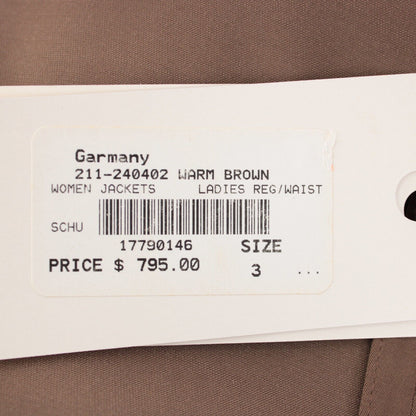 Garmany
211-240402 WARM BROWN
WOMEN JACKETS LADIES REG/WAIST
SCHU
17790146 SIZE
PRICE $ 795.00 3 ...